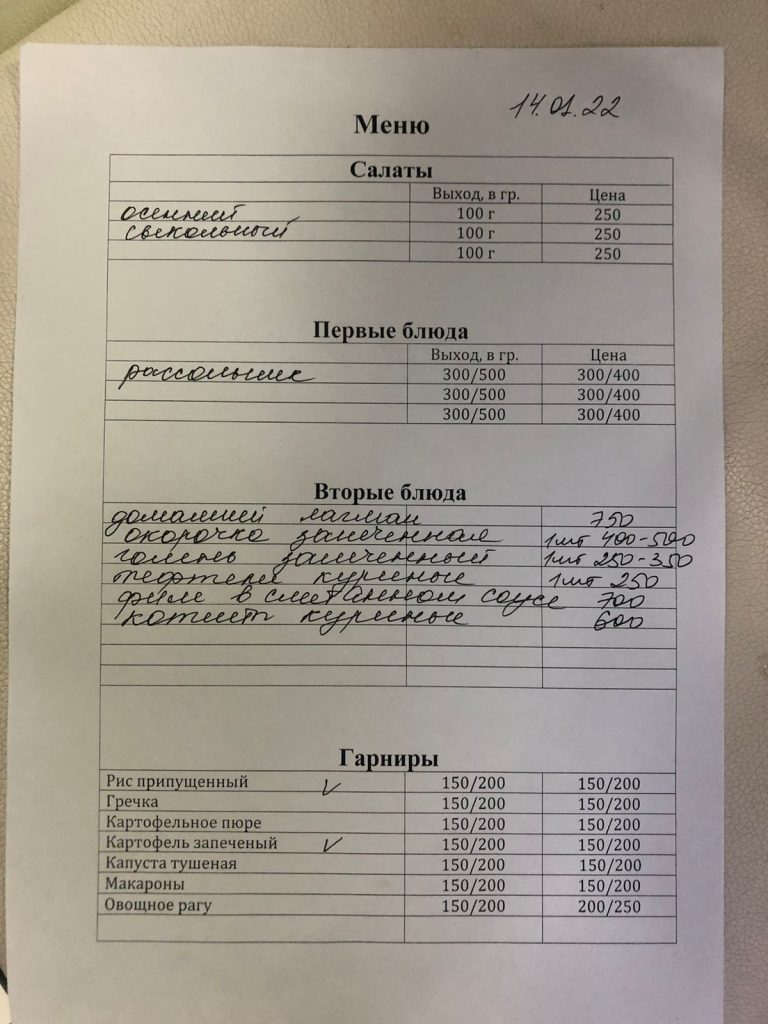 14.01.22
Меню
Салаты
Выход, в гр. Цена
осенний 100 г 250
свекольный 100 г 250
100 г 250
Первые блюда
Выход, в гр. Цена
рассольник 300/500 300/400
300/500 300/400
300/500 300/400
Вторые блюда
домашней лагман 750
окорочка запеченная 1шт 400-500
голень запеченный 1шт 250-350
тефтели куриные 1шт 250
филе в сметанном соусе 700
котлеты куриные 600
Гарниры
Рис припущенный V 150/200 150/200
Гречка 150/200 150/200
Картофельное пюре 150/200 150/200
Картофель запеченый V 150/200 150/200
Капуста тушеная 150/200 150/200
Макароны 150/200 150/200
Овощное рагу 150/200 200/250